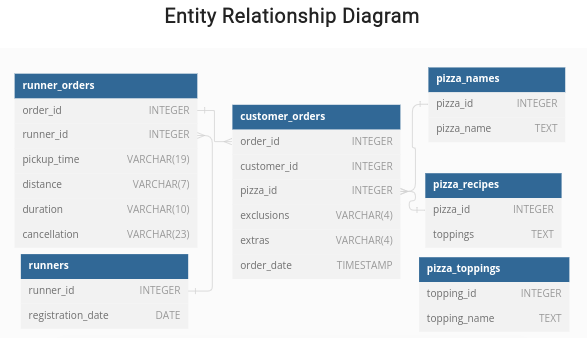 Entity Relationship Diagram
runner_orders
order_id INTEGER
runner_id INTEGER
pickup_time VARCHAR(19)
distance VARCHAR(7)
duration VARCHAR(10)
cancellation VARCHAR(23)
runners
runner_id INTEGER
registration_date DATE
customer_orders
order_id INTEGER
customer_id INTEGER
pizza_id INTEGER
exclusions VARCHAR(4)
extras VARCHAR(4)
order_date TIMESTAMP
pizza_names
pizza_id INTEGER
pizza_name TEXT
pizza_recipes
pizza_id INTEGER
toppings TEXT
pizza_toppings
topping_id INTEGER
topping_name TEXT